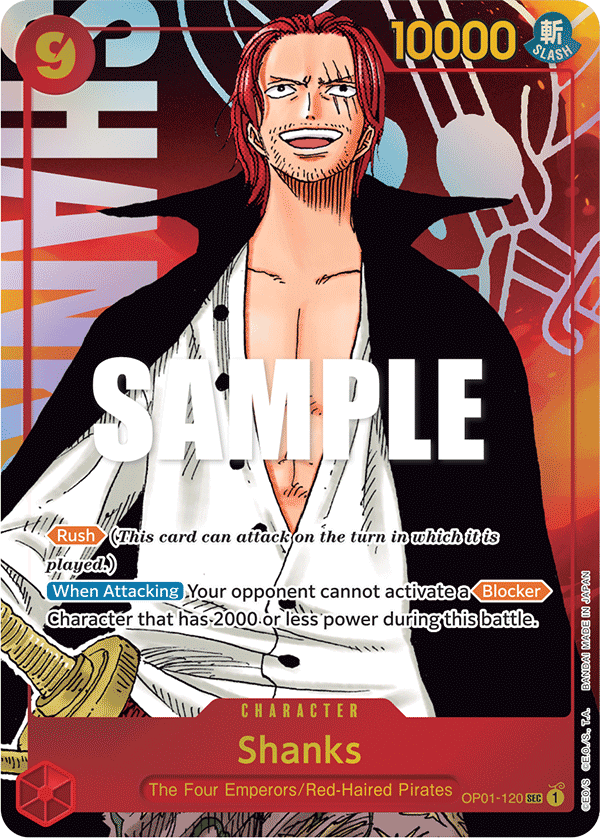 9
10000
斬
SLASH
SHANKS
SAMPLE
Rush (This card can attack on the turn in which it is
played.)
When Attacking Your opponent cannot activate a Blocker
Character that has 2000 or less power during this battle.
CHARACTER
Shanks
The Four Emperors/Red-Haired Pirates
OP01-120 SEC 1
©EO/S ©E.O./S, T.A. BANDAI MADE IN JAPAN